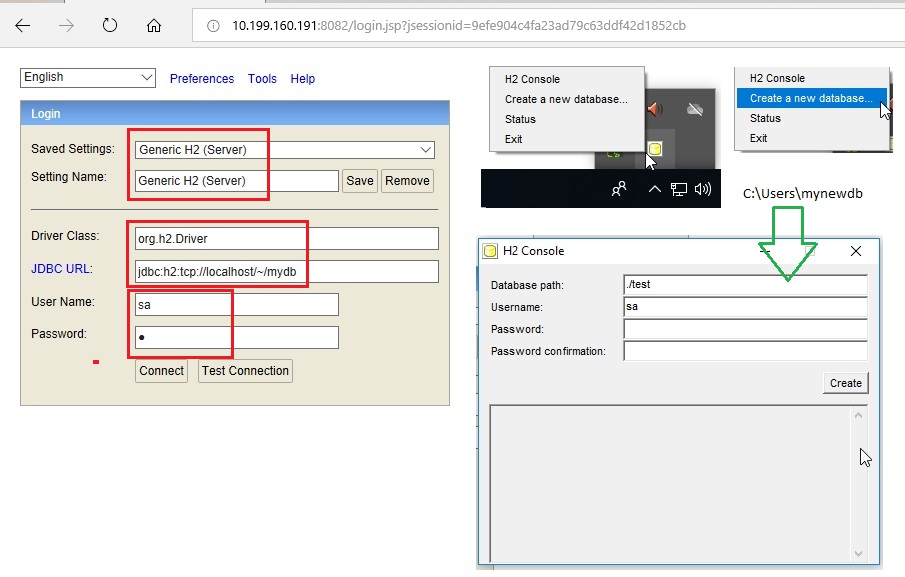 10.199.160.191:8082/login.jsp?jsessionid=9efe904c4fa23ad79c63ddf42d1852cb
English Preferences Tools Help
Login
Saved Settings: Generic H2 (Server)
Setting Name: Generic H2 (Server) Save Remove
Driver Class: org.h2.Driver
JDBC URL: jdbc:h2:tcp://localhost/~/mydb
User Name: sa
Password: ●
Connect Test Connection
H2 Console
Create a new database...
Status
Exit
H2 Console
Create a new database...
Status
Exit
C:\Users\mynewdb
H2 Console
Database path: ./test
Username: sa
Password:
Password confirmation:
Create